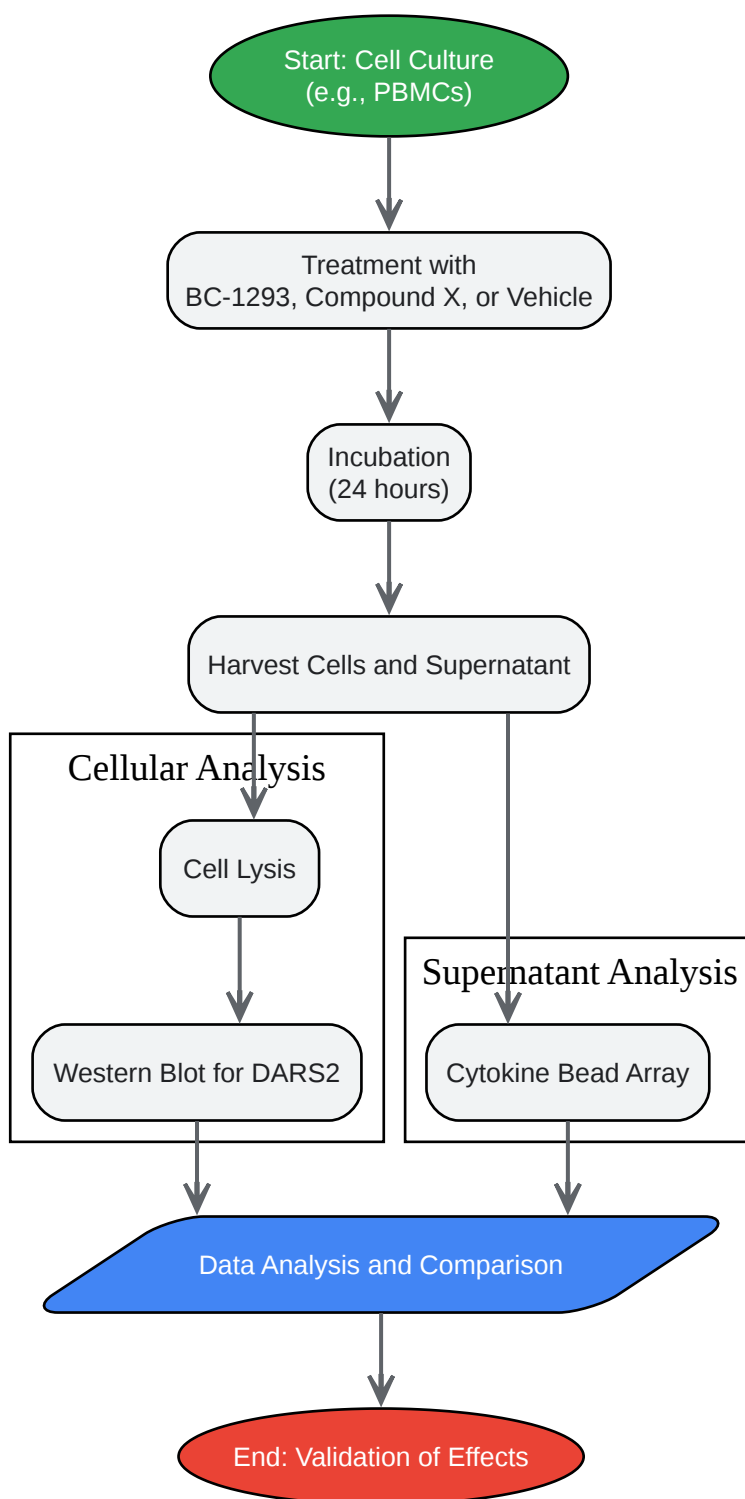 Start: Cell Culture
(e.g., PBMCs)
Treatment with
BC-1293, Compound X, or Vehicle
Incubation
(24 hours)
Harvest Cells and Supernatant
Cellular Analysis
Cell Lysis
Western Blot for DARS2
Supernatant Analysis
Cytokine Bead Array
Data Analysis and Comparison
End: Validation of Effects